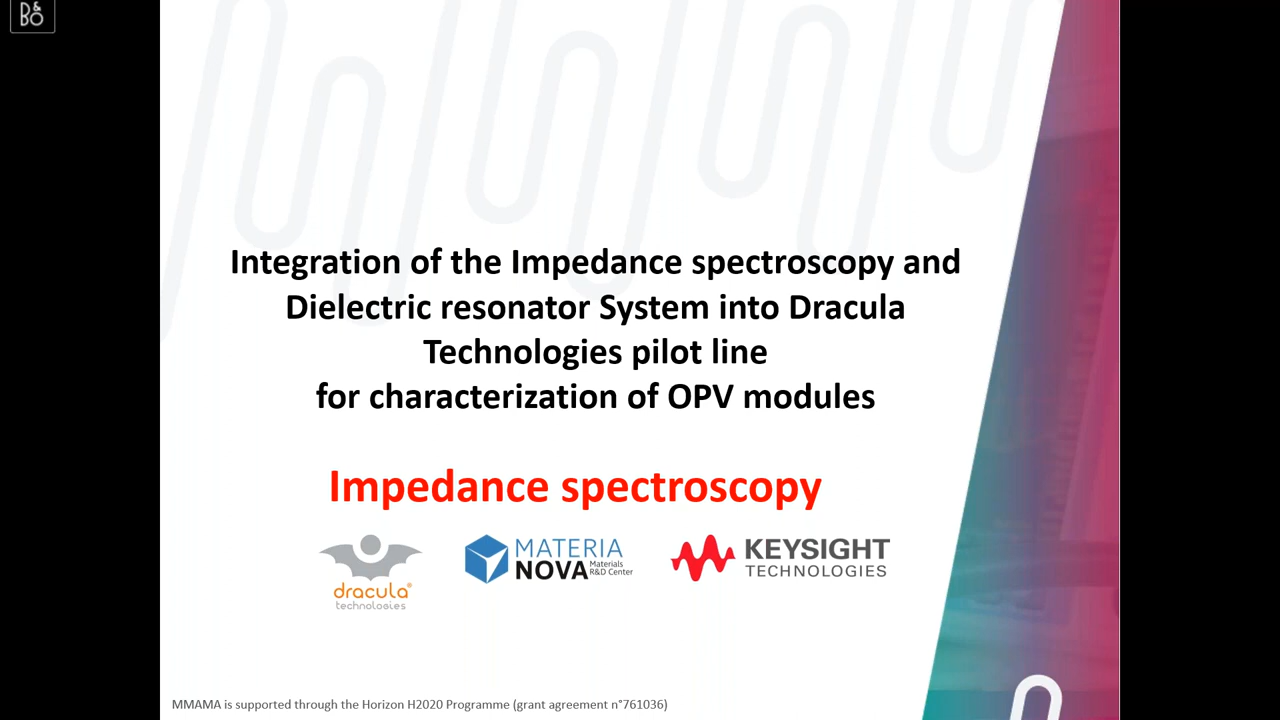 B&O
Integration of the Impedance spectroscopy and
Dielectric resonator System into Dracula
Technologies pilot line
for characterization of OPV modules
Impedance spectroscopy
dracula®
technologies
MATERIA
NOVA Materials
R&D Center
KEYSIGHT
TECHNOLOGIES
MMAMA is supported through the Horizon H2020 Programme (grant agreement n°761036)